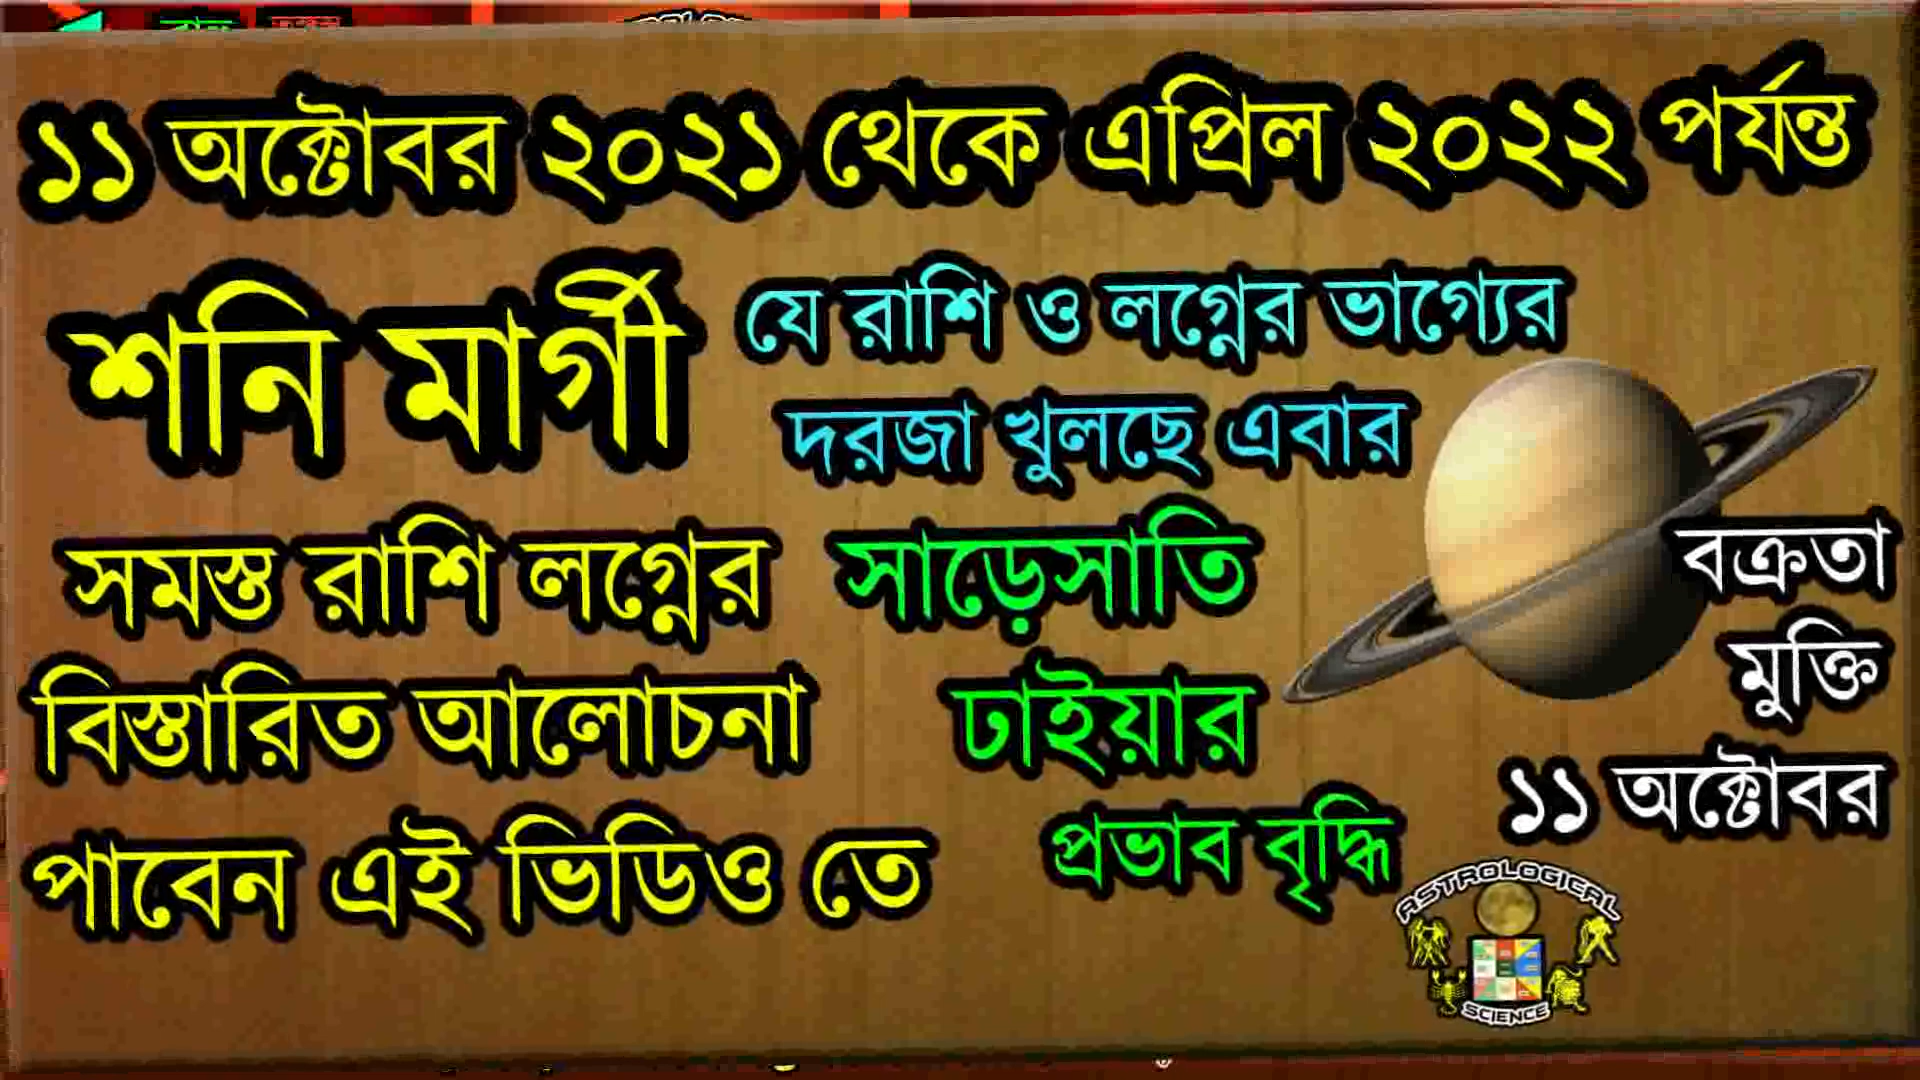 ১১ অক্টোবর ২০২১ থেকে এপ্রিল ২০২২ পর্যন্ত
শনি মার্গী
যে রাশি ও লগ্নের ভাগ্যের
দরজা খুলছে এবার
সমস্ত রাশি লগ্নের
বিস্তারিত আলোচনা
পাবেন এই ভিডিও তে
সাড়েসাতি
ঢাইয়ার
প্রভাব বৃদ্ধি
বক্রতা
মুক্তি
১১ অক্টোবর
ASTROLOGICAL
SCIENCE